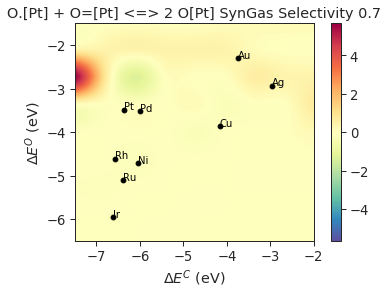 O.[Pt] + O=[Pt] <=> 2 O[Pt] SynGas Selectivity 0.7
ΔE^O (eV)
−2
−3
−4
−5
−6
Au
Ag
Pt
Pd
Cu
Rh
Ni
Ru
Ir
4
2
0
−2
−4
−7
−6
−5
−4
−3
−2
ΔE^C (eV)